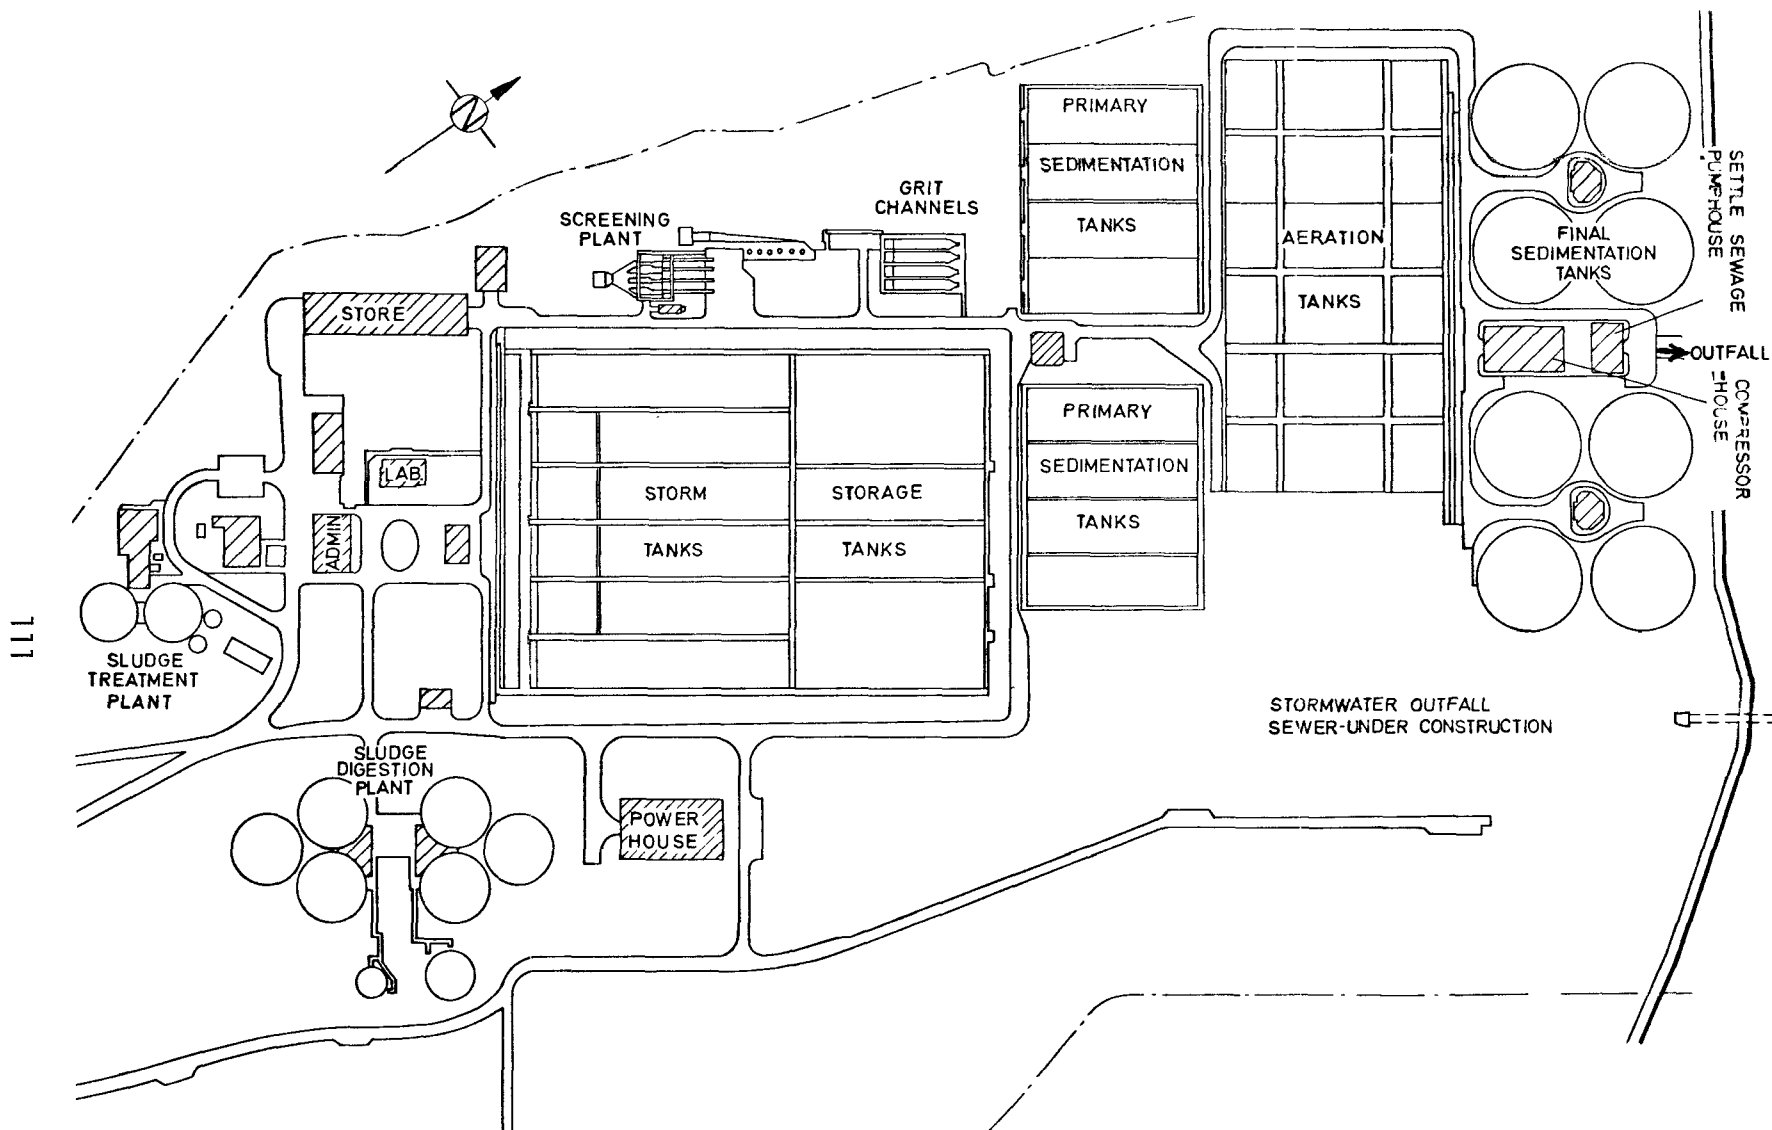 N
PRIMARY
SEDIMENTATION
TANKS
GRIT
CHANNELS
SCREENING
PLANT
STORE
AERATION
TANKS
FINAL
SEDIMENTATION
TANKS
SETTLE SEWAGE
PUMPHOUSE
OUTFALL
COMPRESSOR
HOUSE
PRIMARY
SEDIMENTATION
TANKS
LAB
ADMIN
STORM
TANKS
STORAGE
TANKS
SLUDGE
TREATMENT
PLANT
STORMWATER OUTFALL
SEWER-UNDER CONSTRUCTION
SLUDGE
DIGESTION
PLANT
POWER
HOUSE